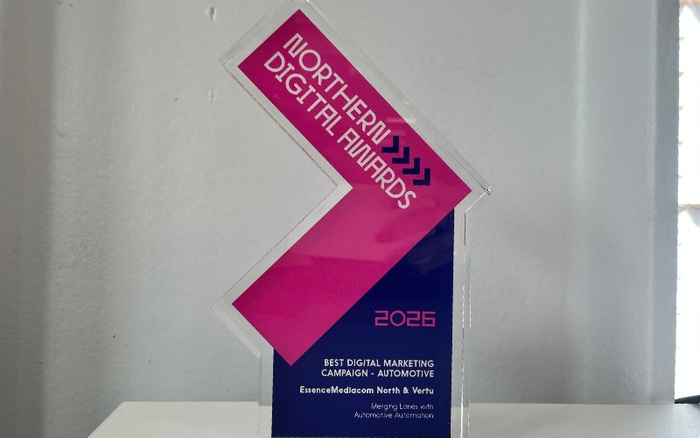 NORTHERN
DIGITAL AWARDS
2026
BEST DIGITAL MARKETING
CAMPAIGN - AUTOMOTIVE
EssenceMediacom North & Vertu
Merging Lanes with
Automotive Automation